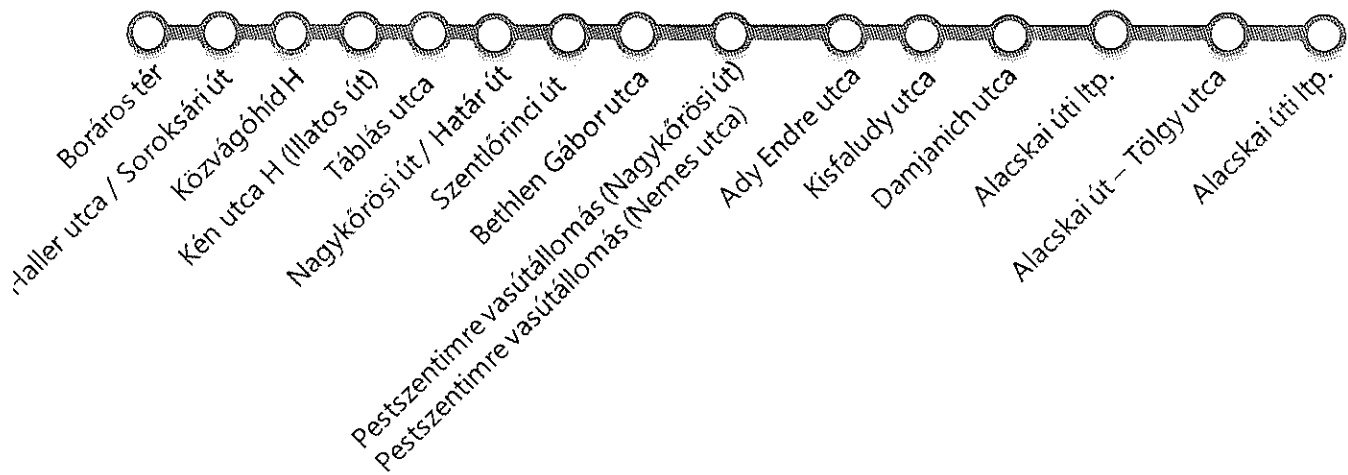 Boráros tér
Haller utca / Soroksári út
Közvágóhíd H
Kén utca H (Illatos út)
Táblás utca
Nagykőrösi út / Határ út
Szentlőrinci út
Bethlen Gábor utca
Pestszentimre vasútállomás (Nagykőrösi út)
Pestszentimre vasútállomás (Nemes utca)
Ady Endre utca
Kisfaludy utca
Damjanich utca
Alacskai úti ltp.
Alacskai út – Tölgy utca
Alacskai úti ltp.